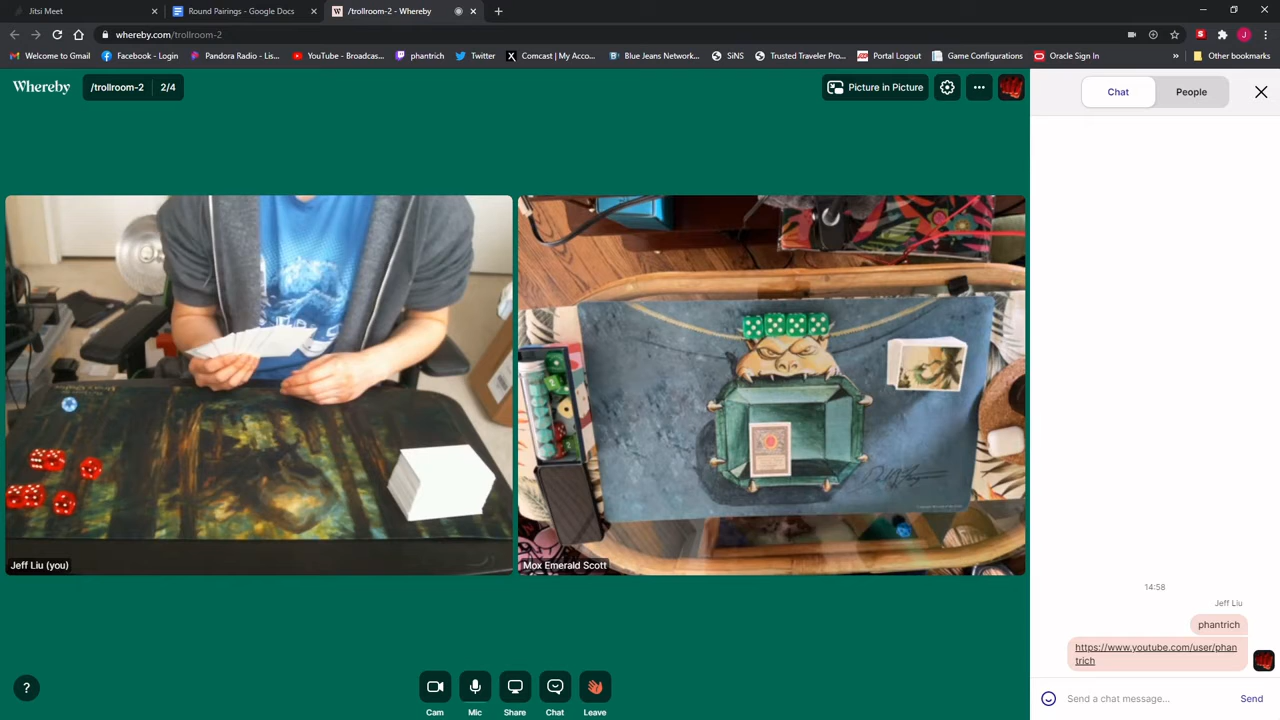 Jitsi Meet
Round Pairings - Google Docs
/trollroom-2 - Whereby
whereby.com/trollroom-2
Welcome to Gmail
Facebook - Log In
Pandora Radio - Lis...
YouTube - Broadcas...
phantrich
Twitter
Comcast | My Acco...
Blue Jeans Network...
SiNS
Trusted Traveler Pro...
Portal Logout
Game Configurations
Oracle Sign In
»
Other bookmarks
Whereby
/trollroom-2
2/4
Picture in Picture
Chat
People
Jeff Liu (you)
Mox Emerald Scott
14:58
Jeff Liu
phantrich
https://www.youtube.com/user/phan
trich
?
Cam
Mic
Share
Chat
Leave
Send a chat message...
Send